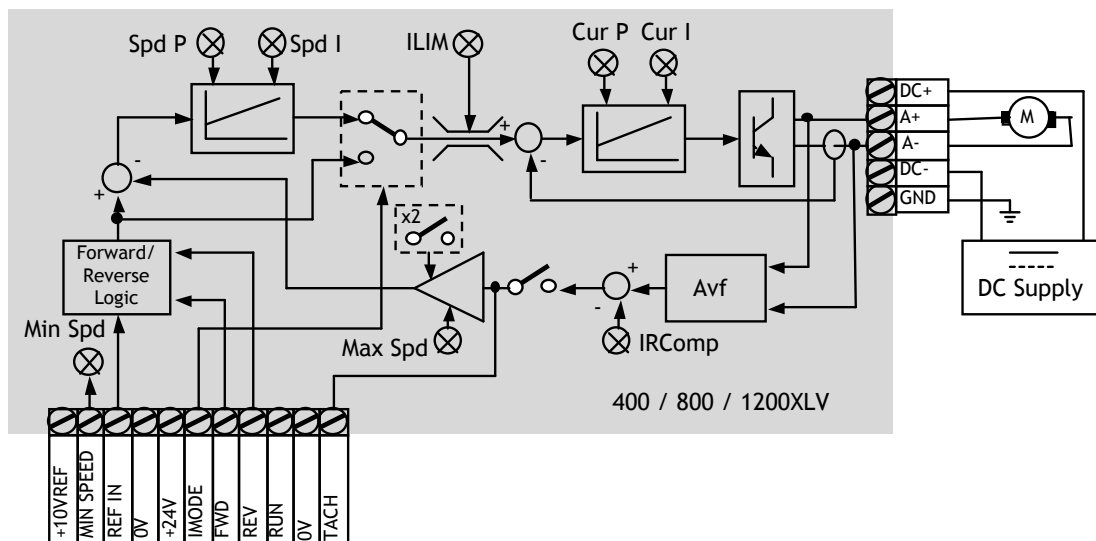 Spd P
Spd I
ILIM
Cur P
Cur I
DC+
A+
A-
DC-
GND
M
+
-
-
+
x2
Forward/
Reverse
Logic
Avf
+
-
DC Supply
Min Spd
Max Spd
IRComp
400 / 800 / 1200XLV
+10VREF
MIN SPEED
REF IN
0V
+24V
IMODE
FWD
REV
RUN
0V
TACH